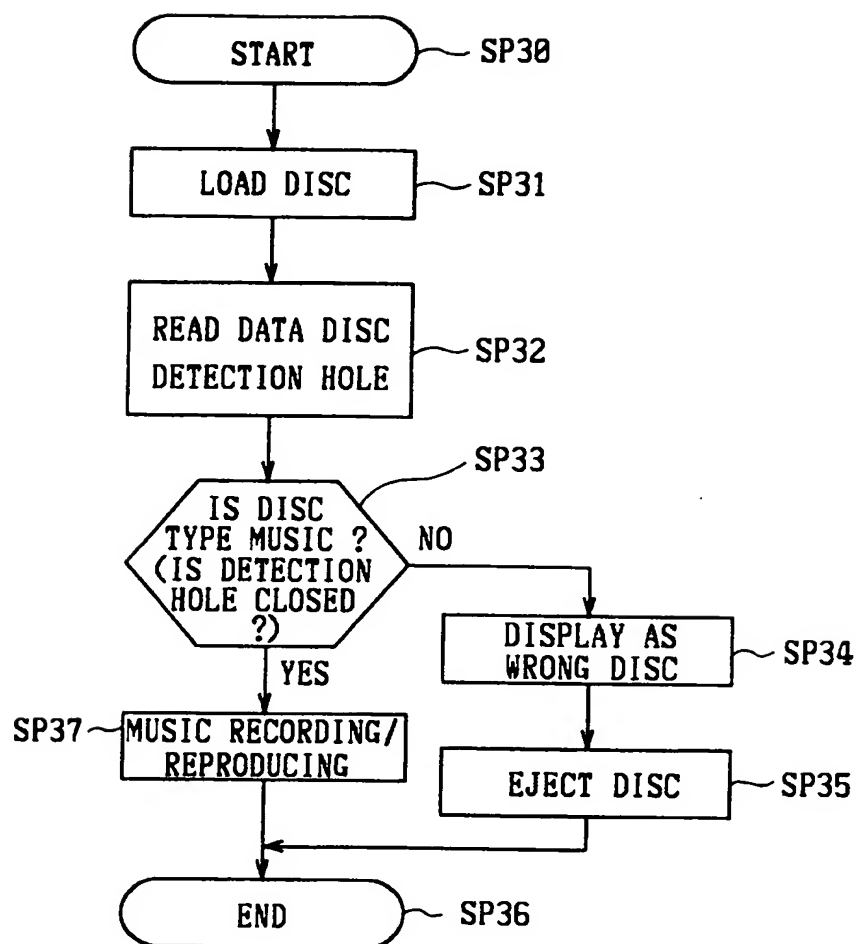 START
SP30
LOAD DISC
SP31
READ DATA DISC
DETECTION HOLE
SP32
SP33
IS DISC
TYPE MUSIC ?
(IS DETECTION
HOLE CLOSED
?)
NO
YES
DISPLAY AS
WRONG DISC
SP34
SP37
MUSIC RECORDING/
REPRODUCING
EJECT DISC
SP35
END
SP36